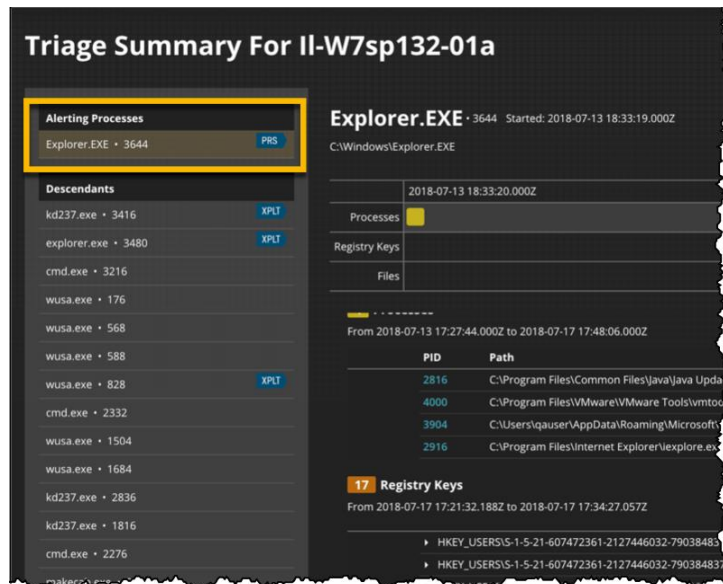 Triage Summary For Il-W7sp132-01a
Alerting Processes
Explorer.EXE • 3644 PRS
Descendants
kd237.exe • 3416 XPLT
explorer.exe • 3480 XPLT
cmd.exe • 3216
wusa.exe • 176
wusa.exe • 568
wusa.exe • 588
wusa.exe • 828 XPLT
cmd.exe • 2332
wusa.exe • 1504
wusa.exe • 1684
kd237.exe • 2836
kd237.exe • 1816
cmd.exe • 2276
Explorer.EXE • 3644 Started: 2018-07-13 18:33:19.000Z
C:\Windows\Explorer.EXE
2018-07-13 18:33:20.000Z
Processes
Registry Keys
Files
From 2018-07-13 17:27:44.000Z to 2018-07-17 17:48:06.000Z
PID Path
2816 C:\Program Files\Common Files\Java\Java Upda
4000 C:\Program Files\VMware\VMware Tools\vmtoo
3904 C:\Users\qauser\AppData\Roaming\Microsoft\
2916 C:\Program Files\Internet Explorer\iexplore.ex
17 Registry Keys
From 2018-07-17 17:21:32.188Z to 2018-07-17 17:34:27.057Z
HKEY_USERS\S-1-5-21-607472361-2127446032-79038483
HKEY_USERS\S-1-5-21-607472361-2127446032-79038483